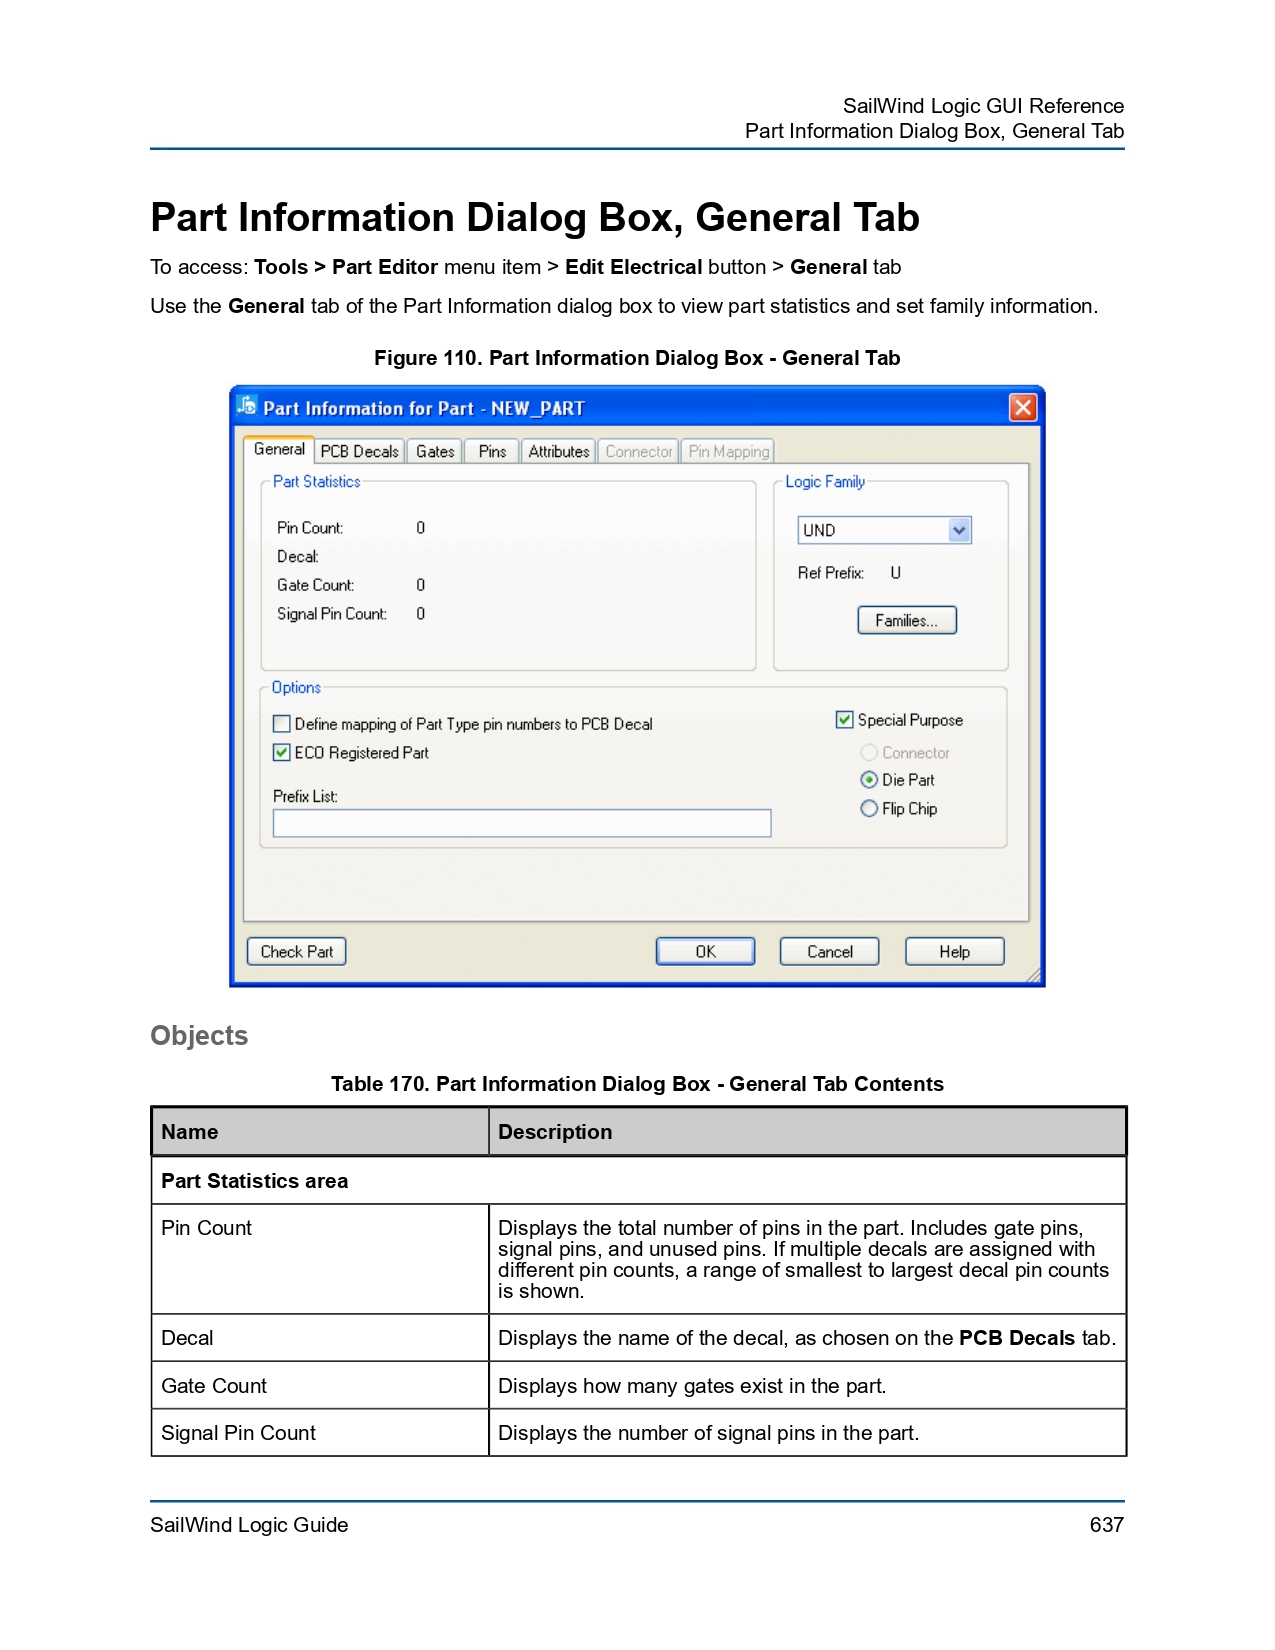 SailWind Logic GUI Reference
Part Information Dialog Box, General Tab
Part Information Dialog Box, General Tab
To access: Tools > Part Editor menu item > Edit Electrical button > General tab
Use the General tab of the Part Information dialog box to view part statistics and set family information.
Figure 110. Part Information Dialog Box - General Tab
Part Information for Part - NEW_PART
General PCB Decals Gates Pins Attributes Connector Pin Mapping
Part Statistics
Pin Count: 0
Decal:
Gate Count: 0
Signal Pin Count: 0
Logic Family
UND
Ref Prefix: U
Families...
Options
Define mapping of Part Type pin numbers to PCB Decal
ECO Registered Part
Prefix List:
Special Purpose
Connector
Die Part
Flip Chip
Check Part OK Cancel Help
Objects
Table 170. Part Information Dialog Box - General Tab Contents
Name Description
Part Statistics area
Pin Count Displays the total number of pins in the part. Includes gate pins,
signal pins, and unused pins. If multiple decals are assigned with
different pin counts, a range of smallest to largest decal pin counts
is shown.
Decal Displays the name of the decal, as chosen on the PCB Decals tab.
Gate Count Displays how many gates exist in the part.
Signal Pin Count Displays the number of signal pins in the part.
SailWind Logic Guide 637